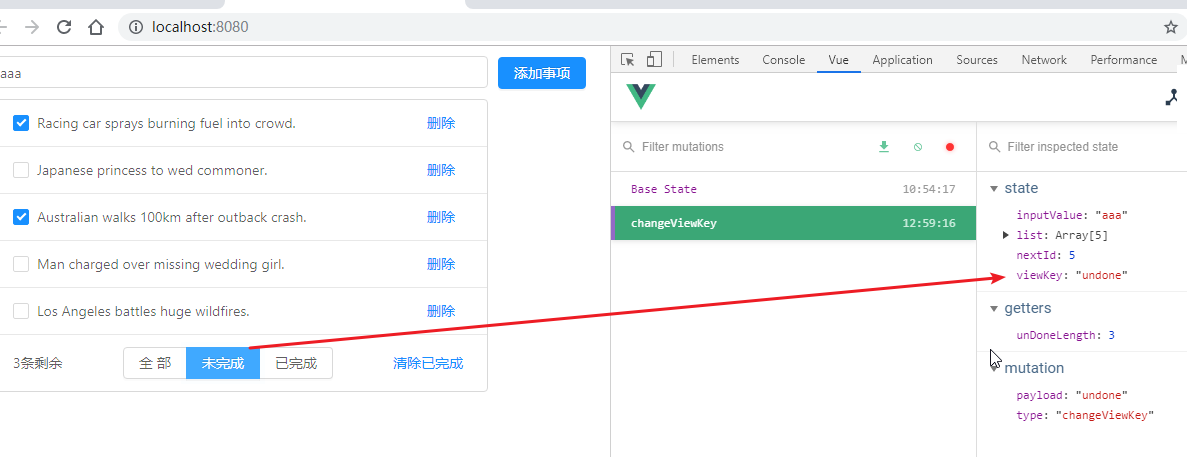 localhost:8080
aaa
添加事项
Racing car sprays burning fuel into crowd.
删除
Japanese princess to wed commoner.
删除
Australian walks 100km after outback crash.
删除
Man charged over missing wedding girl.
删除
Los Angeles battles huge wildfires.
删除
3条剩余
全 部
未完成
已完成
清除已完成
Elements Console Vue Application Sources Network Performance M
Filter mutations
Base State 10:54:17
changeViewKey 12:59:16
Filter inspected state
state
inputValue: "aaa"
list: Array[5]
nextId: 5
viewKey: "undone"
getters
unDoneLength: 3
mutation
payload: "undone"
type: "changeViewKey"